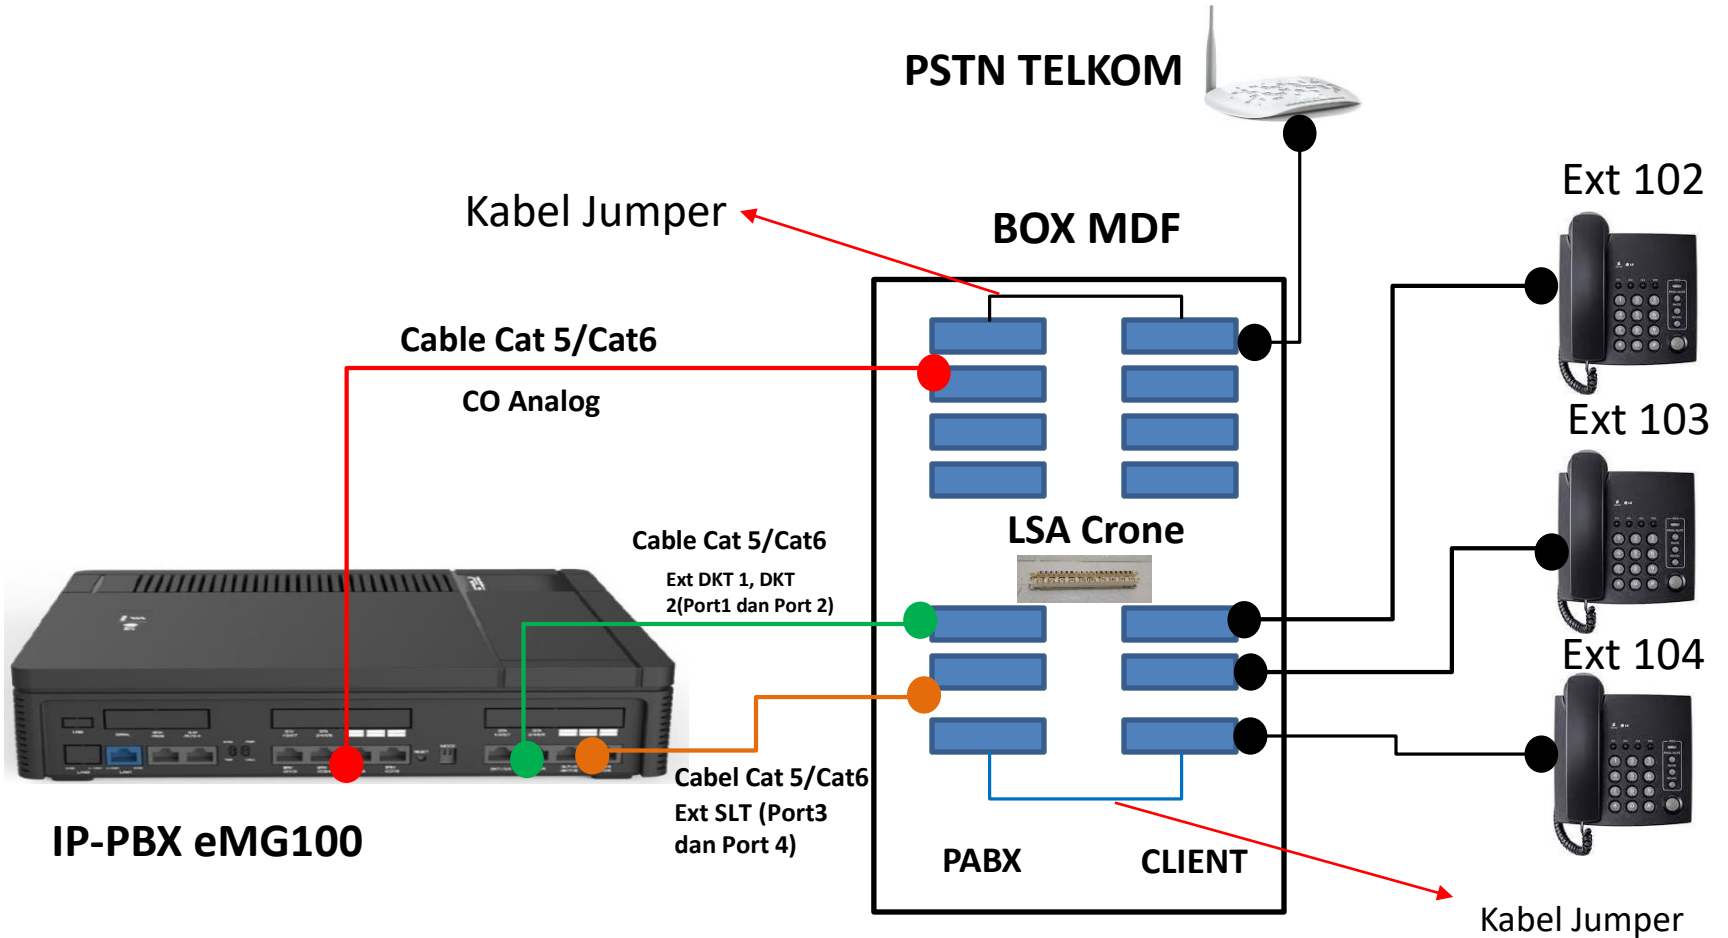 PSTN TELKOM
Ext 102
Kabel Jumper
BOX MDF
Cable Cat 5/Cat6
CO Analog
Ext 103
LSA Crone
Cable Cat 5/Cat6
Ext DKT 1, DKT
2(Port1 dan Port 2)
Ext 104
Cabel Cat 5/Cat6
Ext SLT (Port3
dan Port 4)
IP-PBX eMG100
PABX
CLIENT
Kabel Jumper